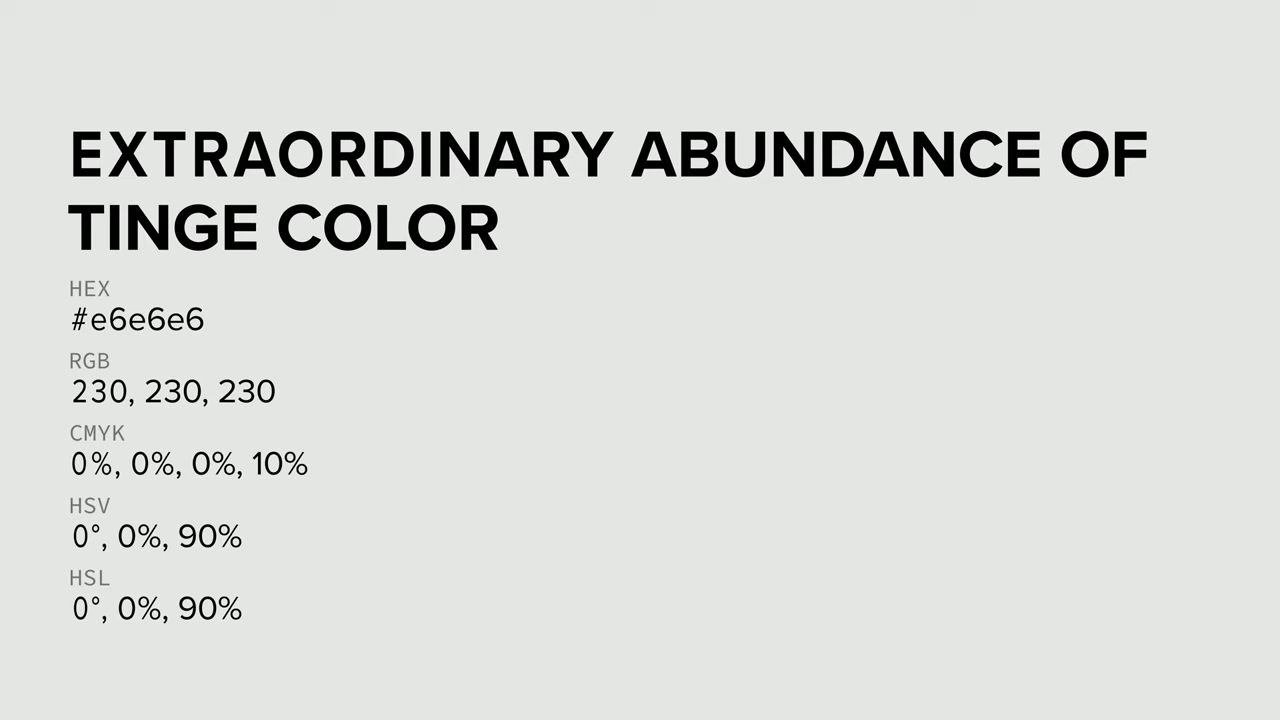 EXTRAORDINARY ABUNDANCE OF
TINGE COLOR
HEX
#e6e6e6
RGB
230, 230, 230
CMYK
0%, 0%, 0%, 10%
HSV
0°, 0%, 90%
HSL
0°, 0%, 90%